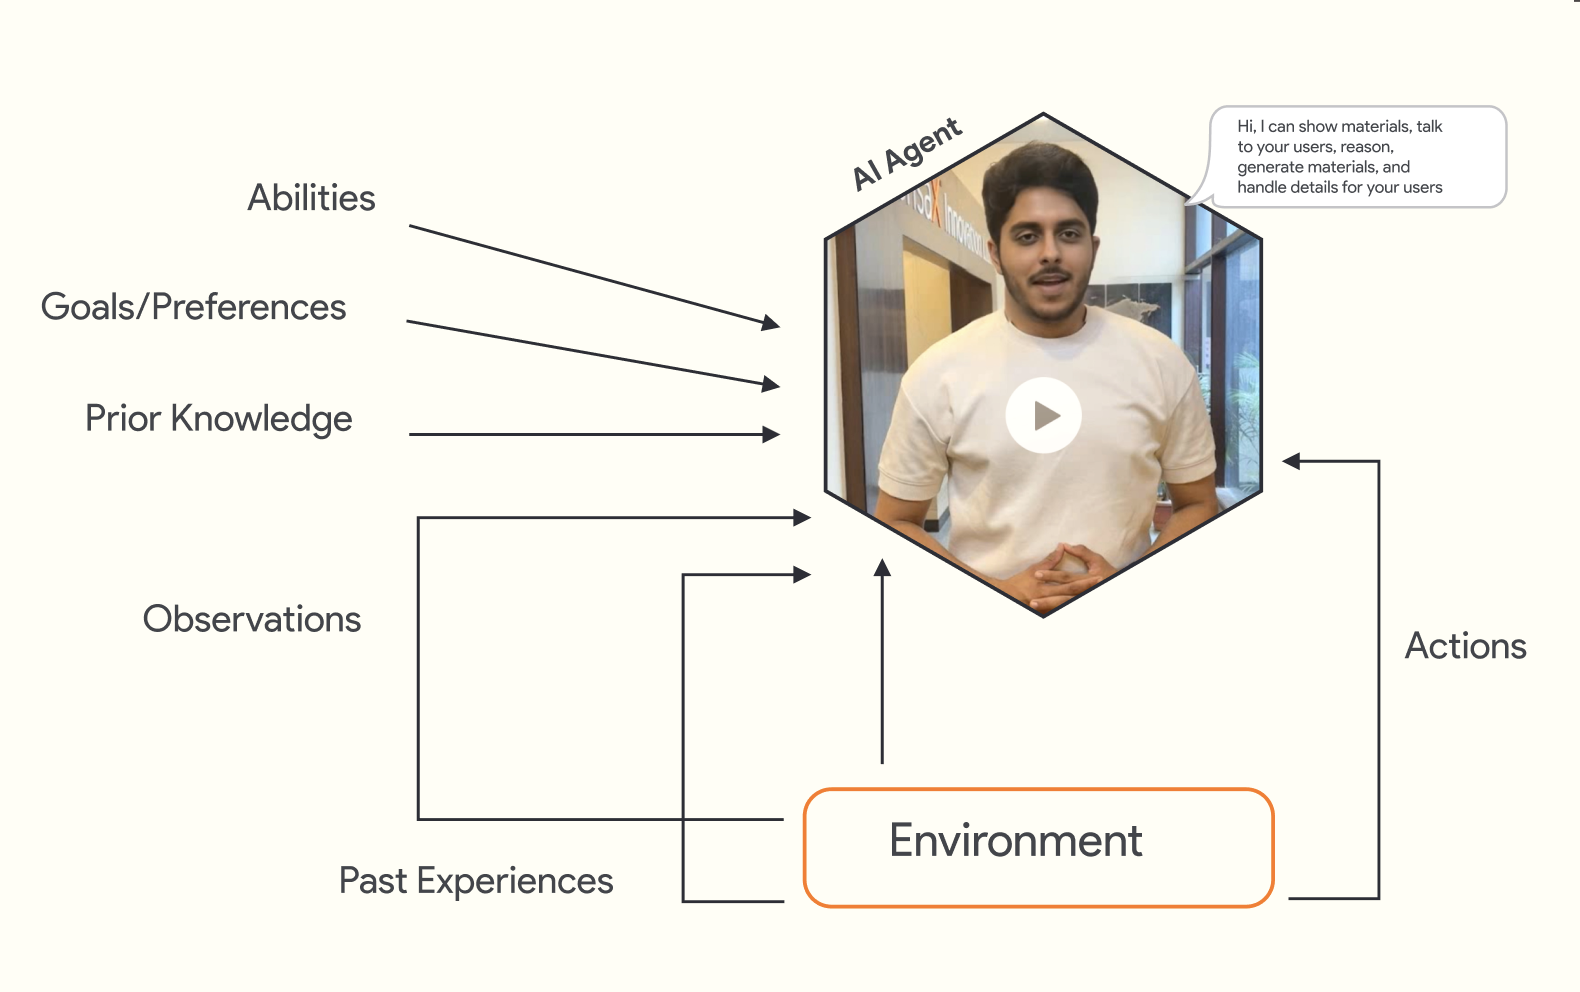 AI Agent
Hi, I can show materials, talk
to your users, reason,
generate materials, and
handle details for your users
Abilities
Goals/Preferences
Prior Knowledge
Observations
Actions
Environment
Past Experiences